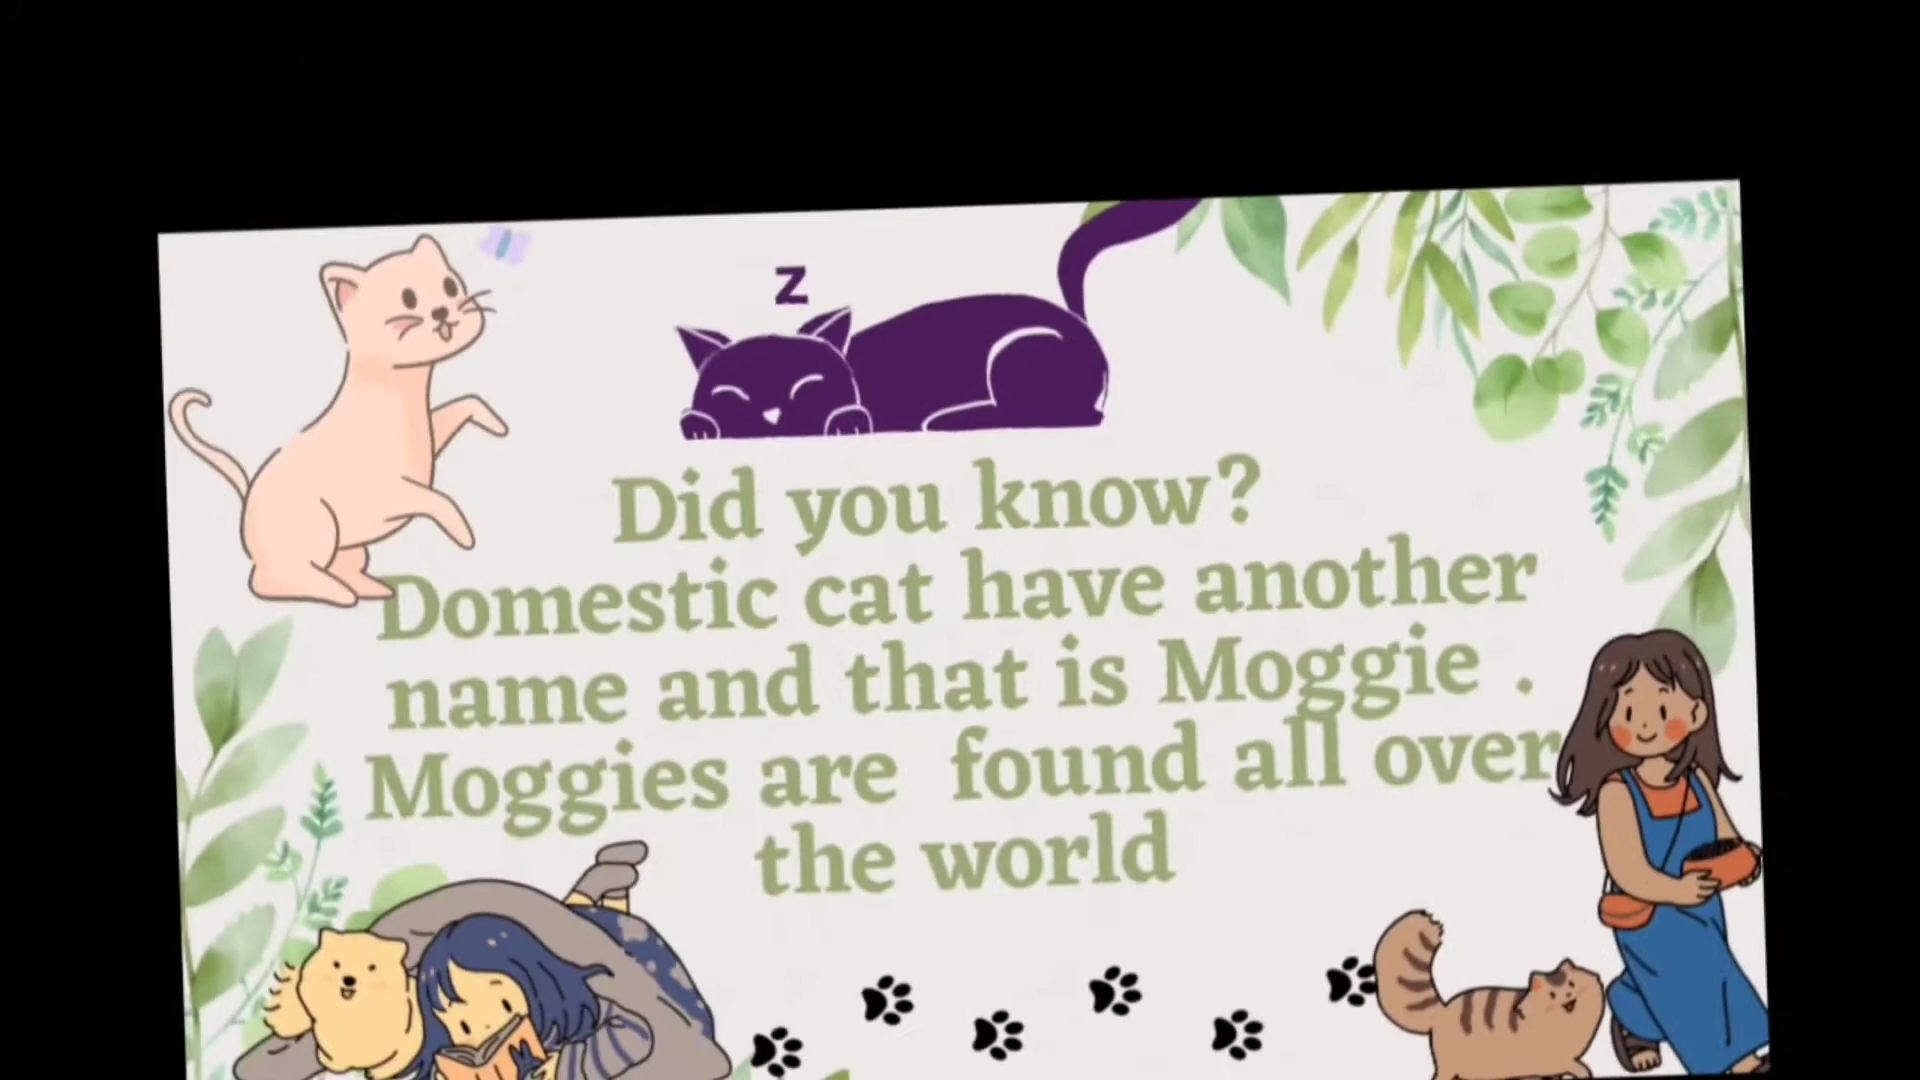 z
Did you know?
Domestic cat have another
name and that is Moggie .
Moggies are found all over
the world